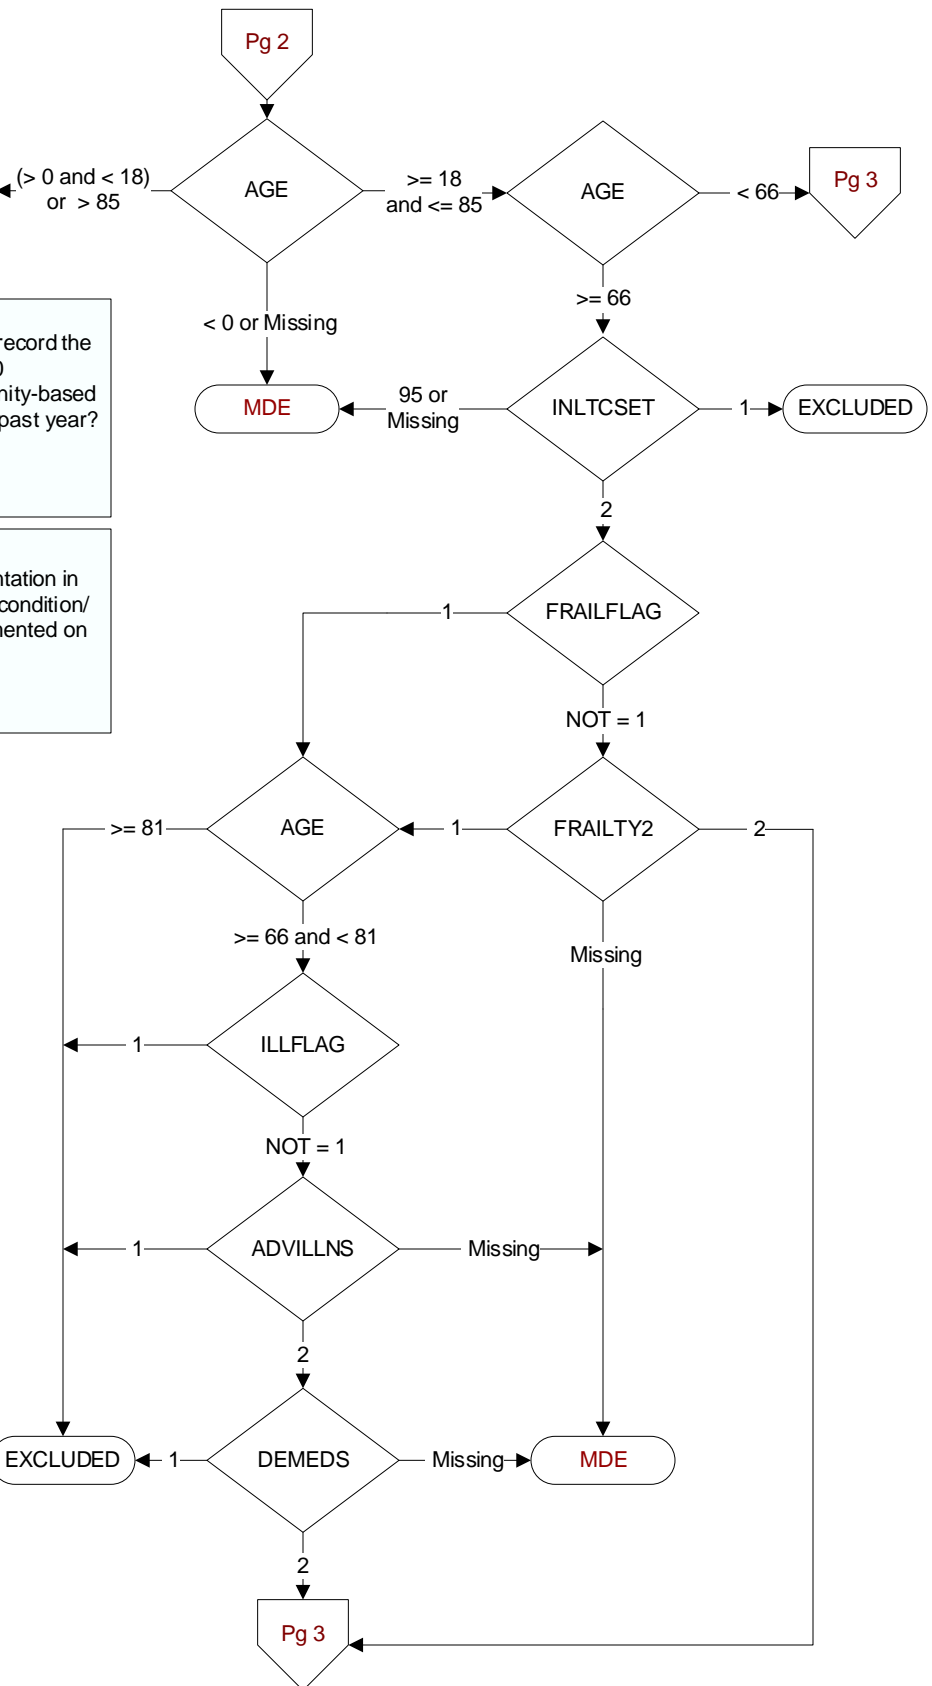 Pg 2
(> 0 and < 18)
or > 85
AGE
>= 18
and <= 85
AGE
< 66
Pg 3
< 0 or Missing
>= 66
record the
nity-based
past year?
MDE
95 or
Missing
INLTCSET
1
EXCLUDED
2
ntation in
condition/
nented on
1
FRAILFLAG
NOT = 1
>= 81
AGE
1
FRAILTY2
2
>= 66 and < 81
Missing
1
ILLFLAG
NOT = 1
1
ADVILLNS
Missing
2
EXCLUDED
1
DEMEDS
Missing
MDE
2
Pg 3